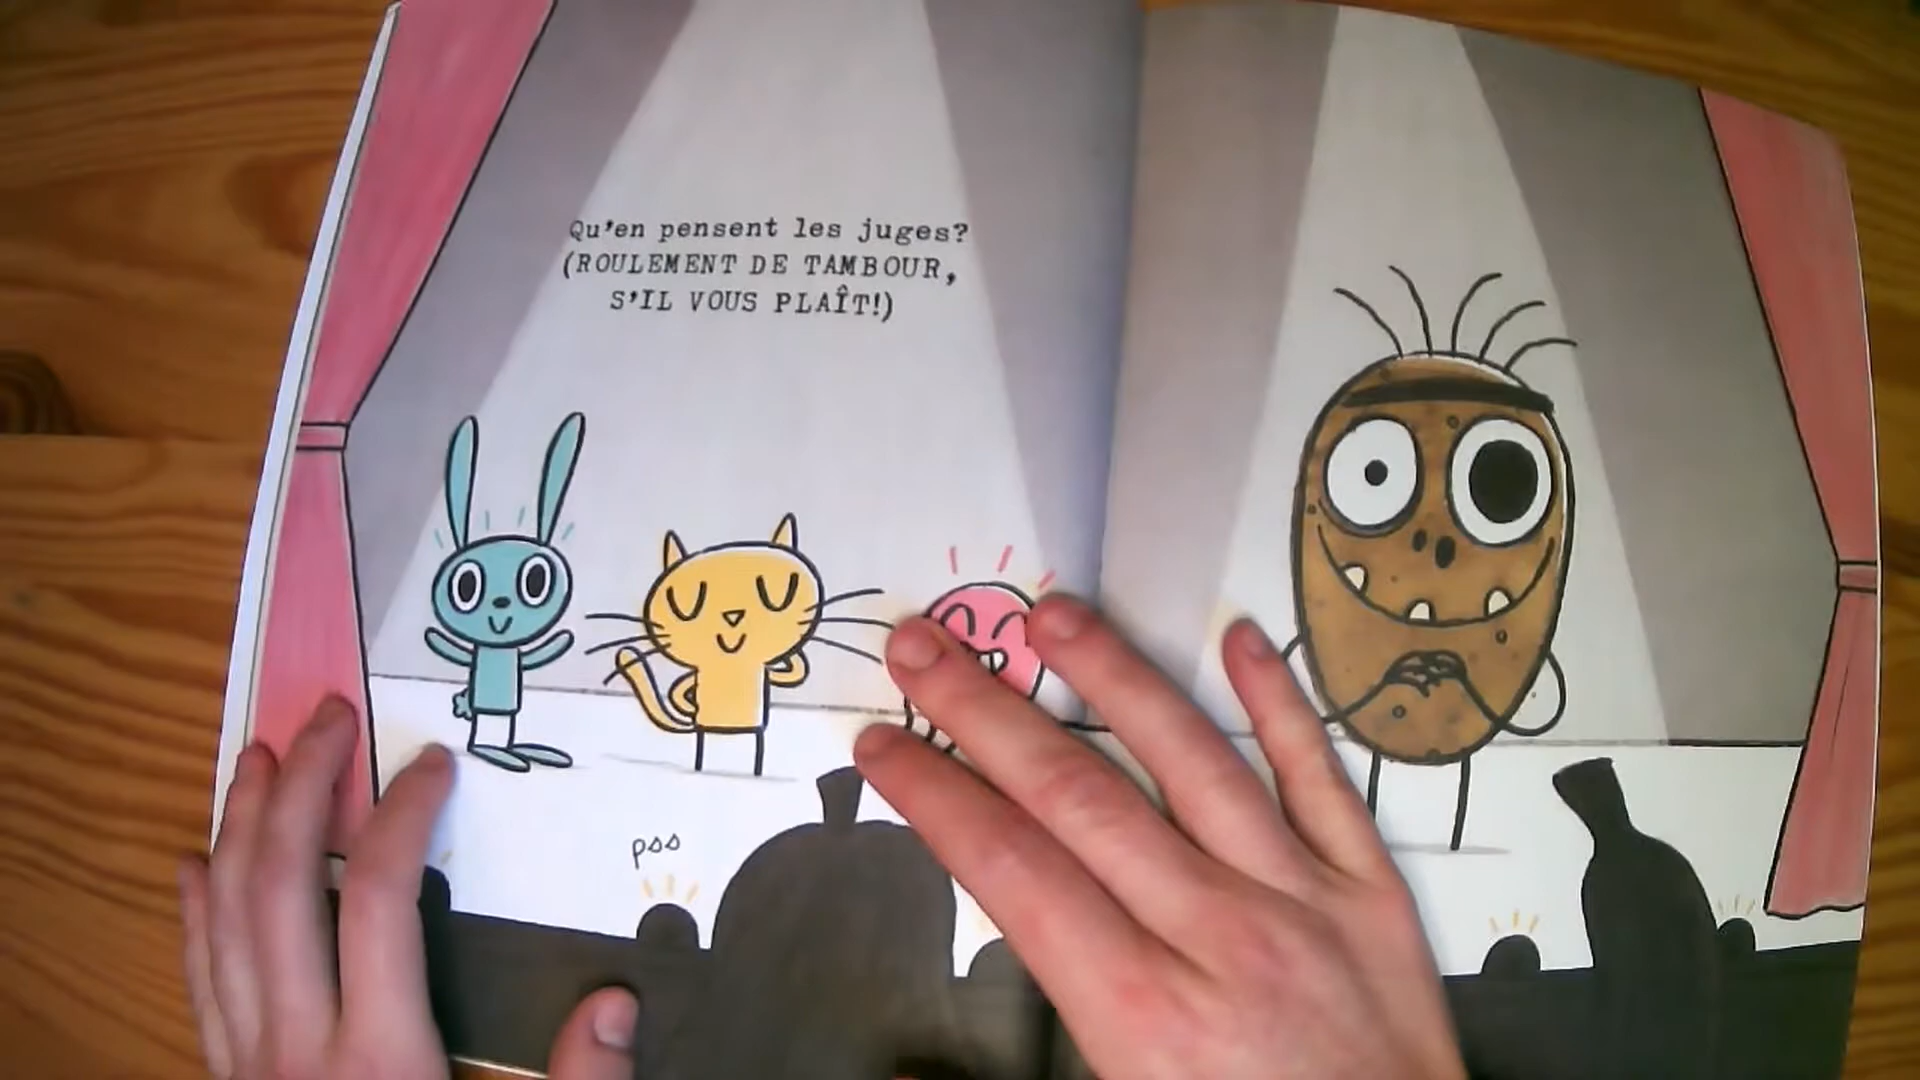 Qu'en pensent les juges?
(ROULEMENT DE TAMBOUR,
S'IL VOUS PLAÎT!)
pss